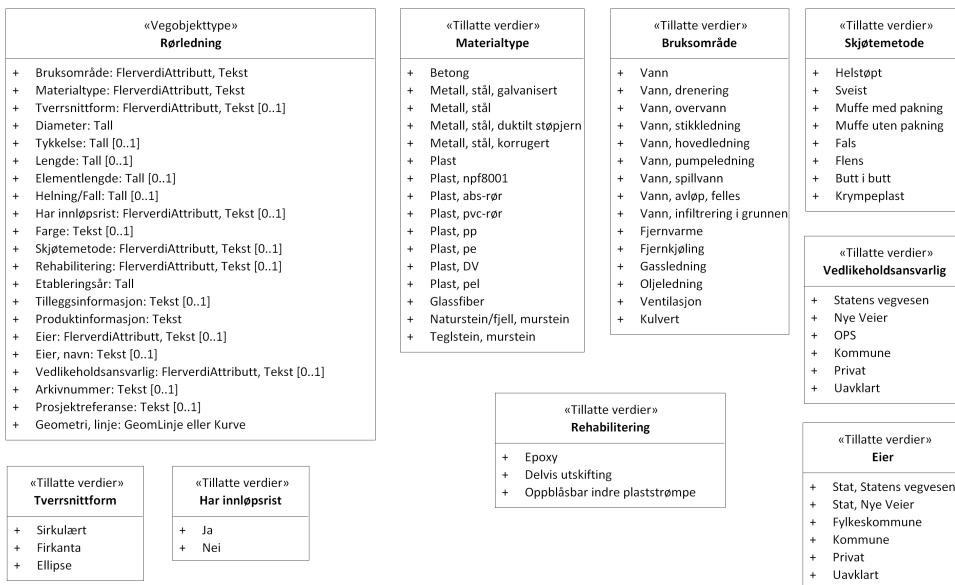 «Vegobjekttype»
Rørledning
+ Bruksområde: FlerverdiAttributt, Tekst
+ Materialtype: FlerverdiAttributt, Tekst
+ Tverrsnittform: FlerverdiAttributt, Tekst [0..1]
+ Diameter: Tall
+ Tykkelse: Tall [0..1]
+ Lengde: Tall [0..1]
+ Elementlengde: Tall [0..1]
+ Helning/Fall: Tall [0..1]
+ Har innløpsrist: FlerverdiAttributt, Tekst [0..1]
+ Farge: Tekst [0..1]
+ Skjøtemetode: FlerverdiAttributt, Tekst [0..1]
+ Rehabilitering: FlerverdiAttributt, Tekst [0..1]
+ Etableringsår: Tall
+ Tilleggsinformasjon: Tekst [0..1]
+ Produktinformasjon: Tekst
+ Eier: FlerverdiAttributt, Tekst [0..1]
+ Eier, navn: Tekst [0..1]
+ Vedlikeholdsansvarlig: FlerverdiAttributt, Tekst [0..1]
+ Arkivnummer: Tekst [0..1]
+ Prosjektreferanse: Tekst [0..1]
+ Geometri, linje: GeomLinje eller Kurve
«Tillatte verdier»
Materialtype
+ Betong
+ Metall, stål, galvanisert
+ Metall, stål
+ Metall, stål, duktilt støpjern
+ Metall, stål, korrugert
+ Plast
+ Plast, npf8001
+ Plast, abs-rør
+ Plast, pvc-rør
+ Plast, pp
+ Plast, pe
+ Plast, DV
+ Plast, pel
+ Glassfiber
+ Naturstein/fjell, murstein
+ Teglstein, murstein
«Tillatte verdier»
Bruksområde
+ Vann
+ Vann, drenering
+ Vann, overvann
+ Vann, stikkledning
+ Vann, hovedledning
+ Vann, pumpeledning
+ Vann, spillvann
+ Vann, avløp, felles
+ Vann, infiltrering i grunnen
+ Fjernvarme
+ Fjernkjøling
+ Gassledning
+ Oljeledning
+ Ventilasjon
+ Kulvert
«Tillatte verdier»
Skjøtemetode
+ Helstøpt
+ Sveist
+ Muffe med pakning
+ Muffe uten pakning
+ Fals
+ Flens
+ Butt i butt
+ Krympeplast
«Tillatte verdier»
Vedlikeholdsansvarlig
+ Statens vegvesen
+ Nye Veier
+ OPS
+ Kommune
+ Privat
+ Uavklart
«Tillatte verdier»
Rehabilitering
+ Epoxy
+ Delvis utskifting
+ Oppblåsbar indre plaststrømpe
«Tillatte verdier»
Eier
+ Stat, Statens vegvesen
+ Stat, Nye Veier
+ Fylkeskommune
+ Kommune
+ Privat
+ Uavklart
«Tillatte verdier»
Tverrsnittform
+ Sirkulært
+ Firkanta
+ Ellipse
«Tillatte verdier»
Har innløpsrist
+ Ja
+ Nei